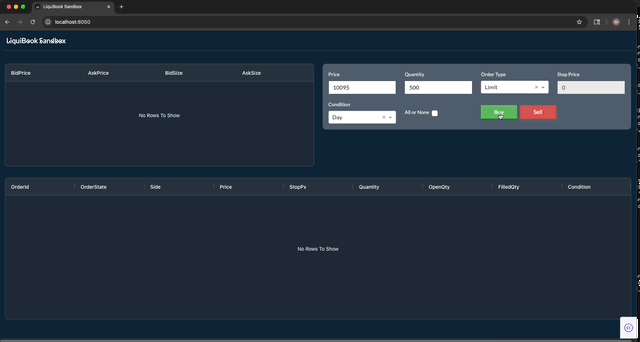 LiquiBook Sandbox
localhost:8050
LiquiBook Sandbox
BidPrice AskPrice BidSize AskSize
No Rows To Show
Price Quantity Order Type Stop Price
10095 500 Limit 0
Condition
Day All or None Buy Sell
OrderId OrderState Side Price StopPx Quantity OpenQty FilledQty Condition
No Rows To Show